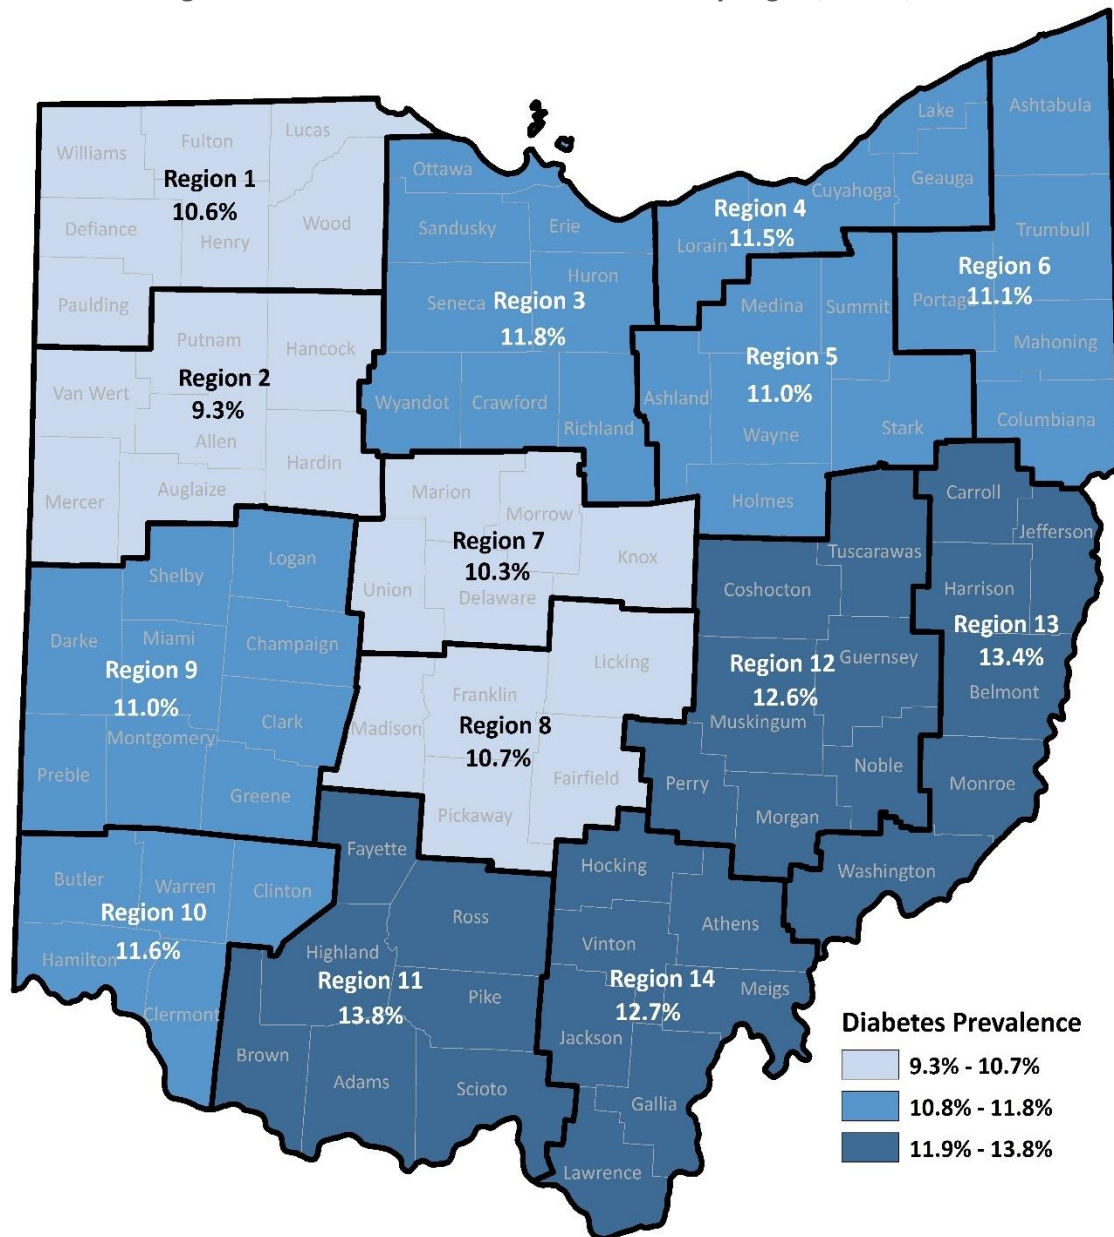 Lake
Ashtabula
Lucas
Fulton
Williams
Ottawa
Geauga
Region 1
10.6%
Cuyahoga
Region 4
11.5%
Wood
Defiance
Henry
Sandusky
Erie
Lorain
Trumbull
Region 6
11.1%
Huron
Paulding
Seneca
Region 3
11.8%
Medina
Summit
Portage
Putnam
Hancock
Mahoning
Region 2
9.3%
Region 5
11.0%
Van Wert
Wyandot
Crawford
Ashland
Richland
Wayne
Stark
Columbiana
Allen
Hardin
Auglaize
Mercer
Marion
Morrow
Holmes
Carroll
Jefferson
Region 7
10.3%
Knox
Tuscarawas
Logan
Shelby
Union
Delaware
Coshocton
Harrison
Region 13
13.4%
Darke
Miami
Champaign
Licking
Guernsey
Region 12
12.6%
Region 9
11.0%
Franklin
Belmont
Clark
Madison
Region 8
10.7%
Muskingum
Montgomery
Preble
Greene
Fairfield
Perry
Noble
Monroe
Pickaway
Morgan
Fayette
Hocking
Washington
Butler
Warren
Clinton
Region 10
11.6%
Ross
Athens
Hamilton
Highland
Vinton
Region 11
13.8%
Pike
Region 14
12.7%
Meigs
Clermont
Jackson
Brown
Adams
Scioto
Gallia
Lawrence
Diabetes Prevalence
9.3% - 10.7%
10.8% - 11.8%
11.9% - 13.8%